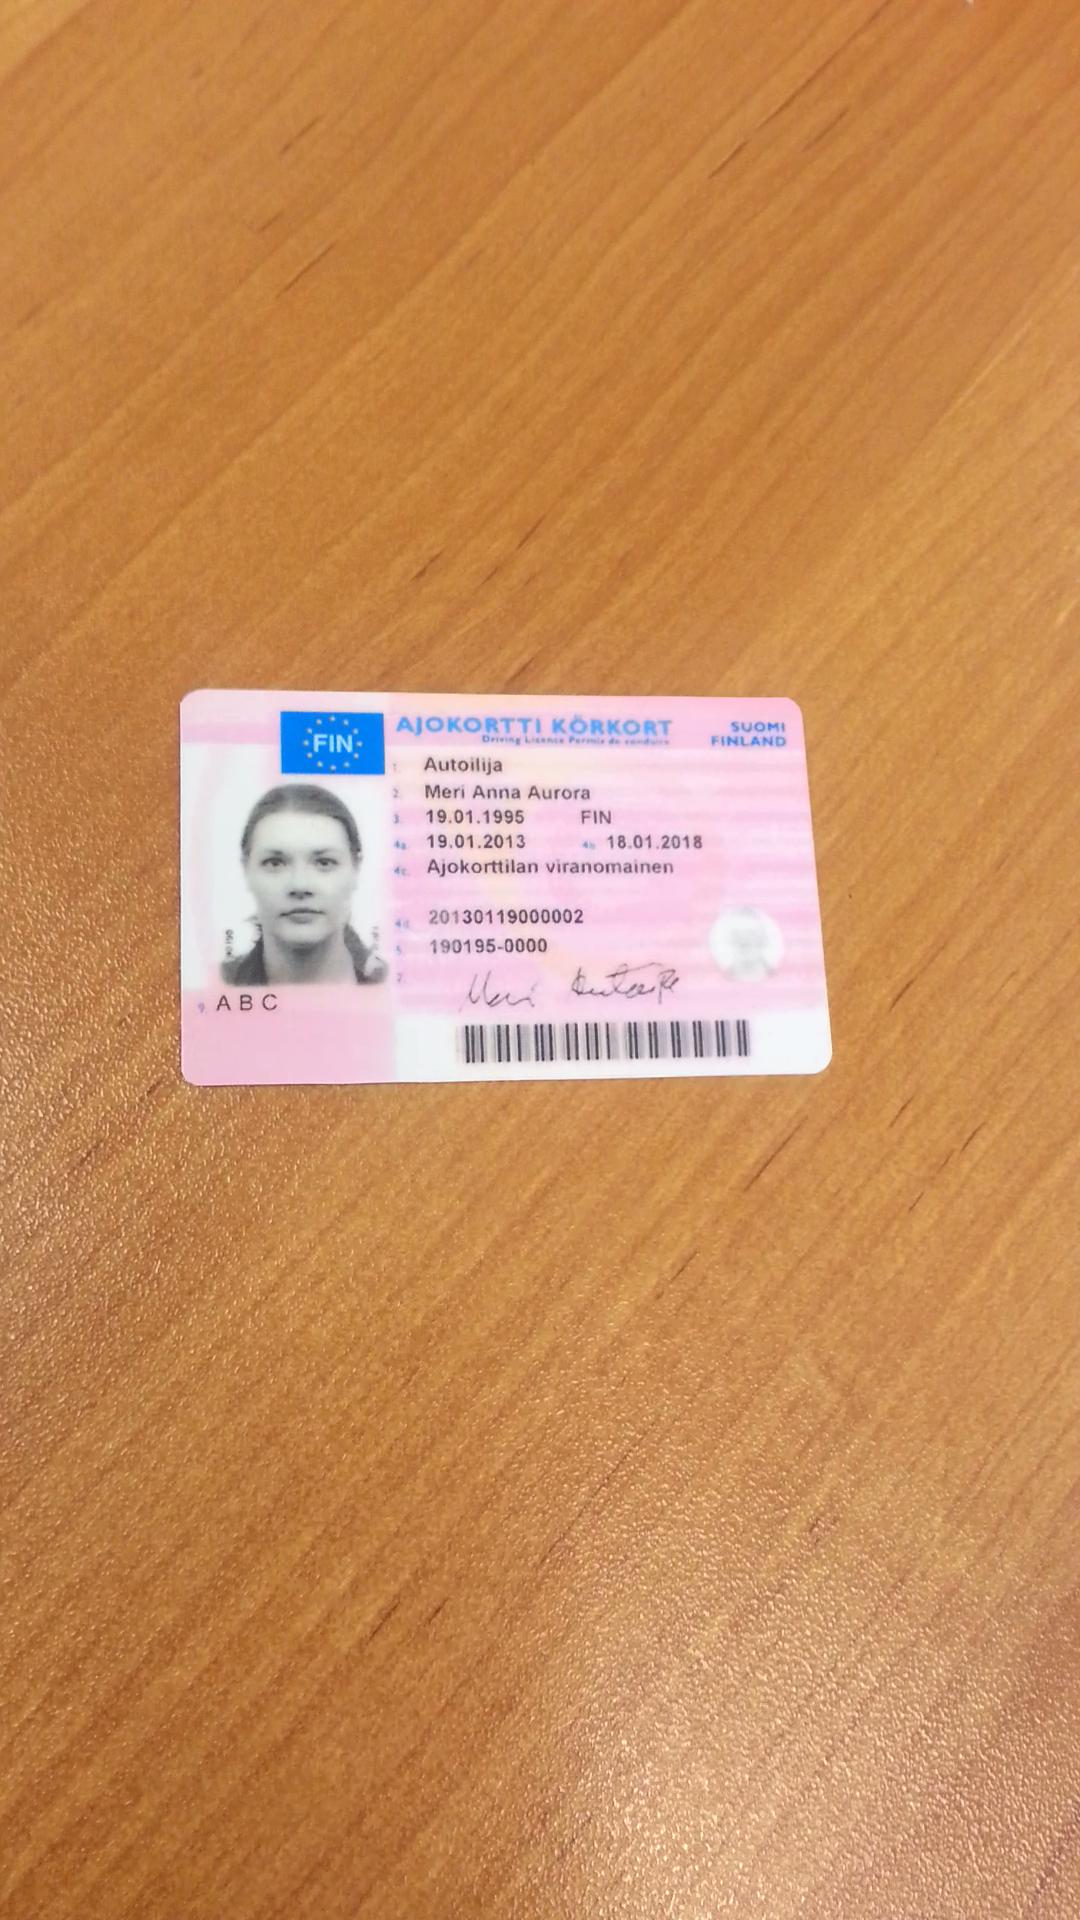 FIN
AJOKORTTI KÖRKORT
SUOMI
FINLAND
Driving Licence Permis de conduire
1. Autoilija
2. Meri Anna Aurora
3. 19.01.1995 FIN
4a. 19.01.2013 4b. 18.01.2018
4c. Ajokorttilan viranomainen
4d. 20130119000002
5. 190195-0000
7. Meri Autoilija
9. A B C